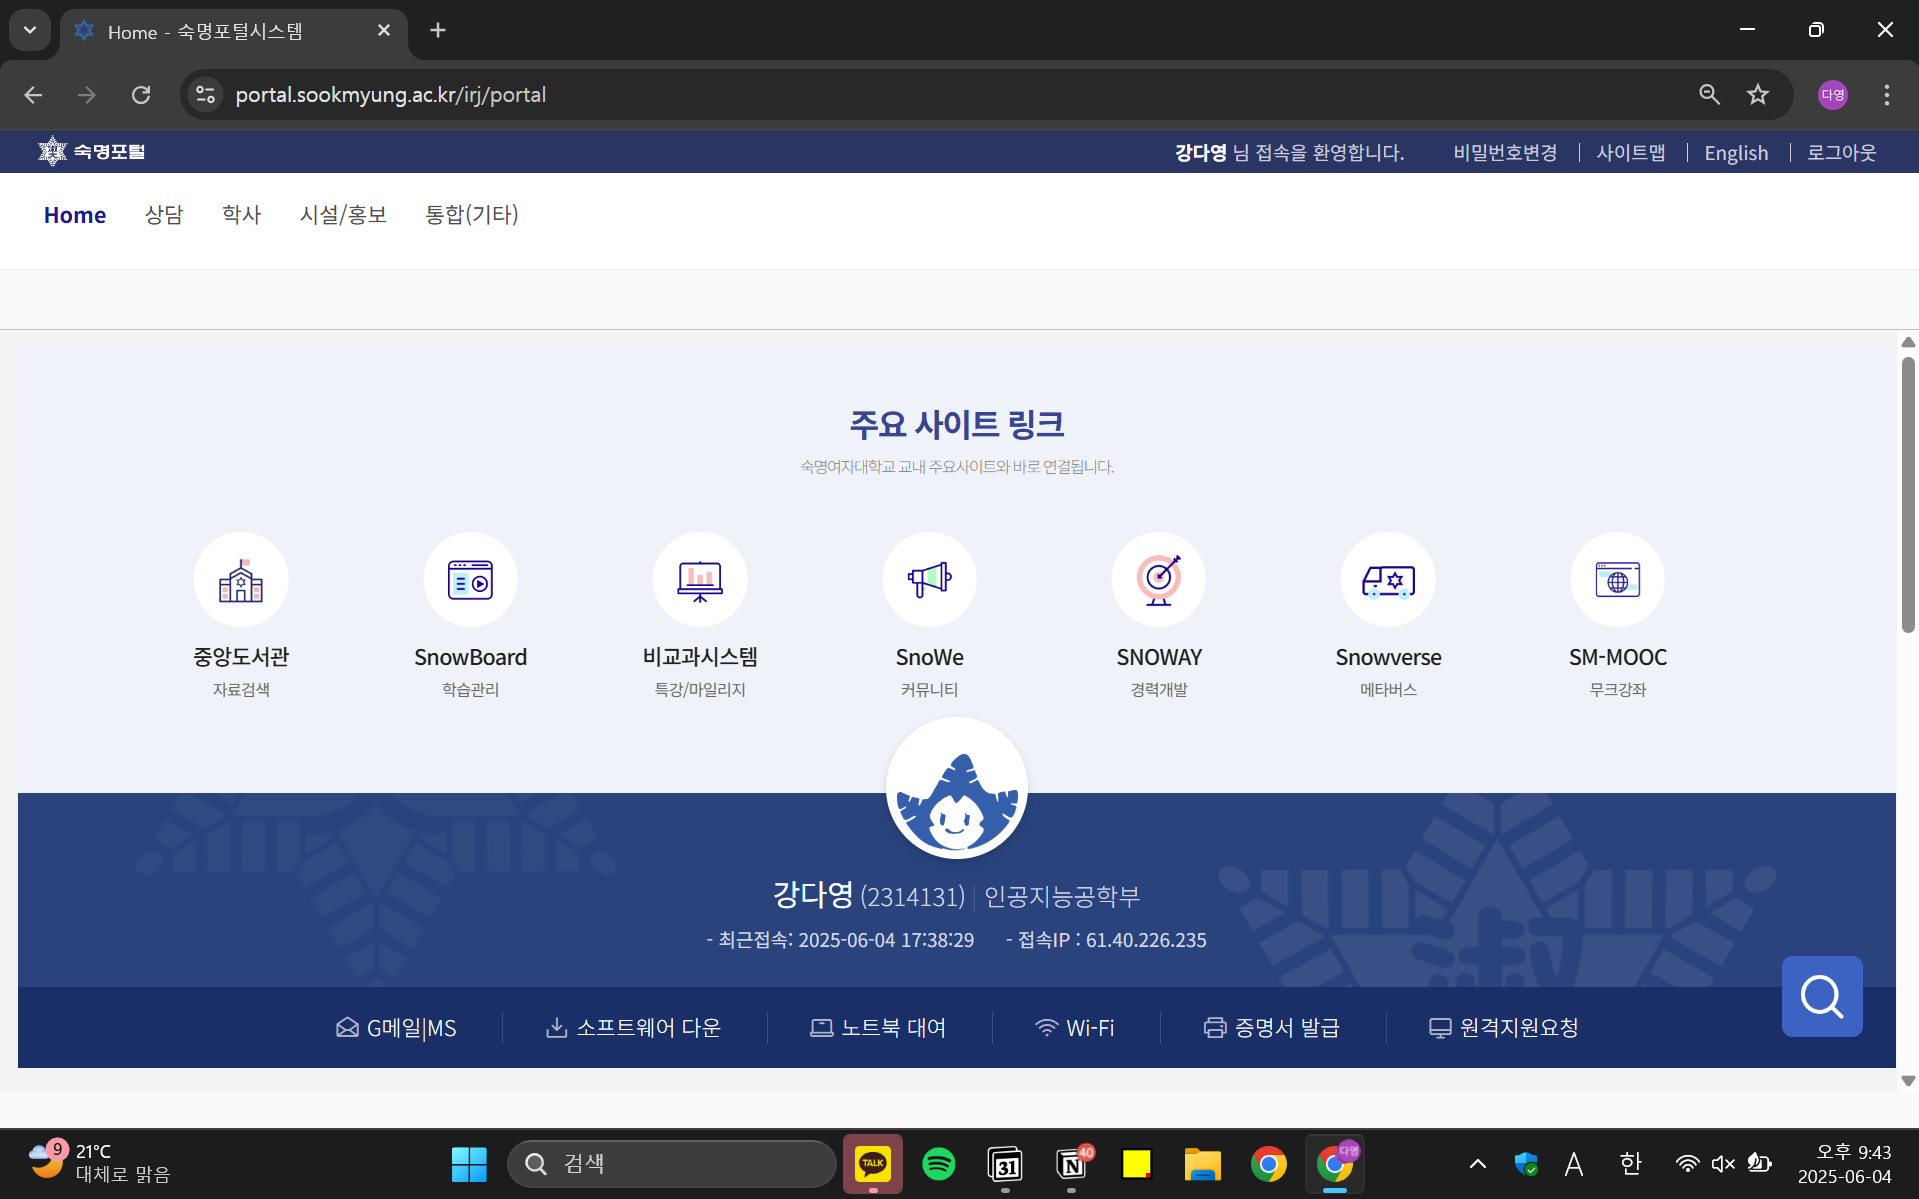 Home - 숙명포털시스템
portal.sookmyung.ac.kr/irj/portal
다영
숙명포털
강다영 님 접속을 환영합니다.
비밀번호변경
사이트맵
English
로그아웃
Home
상담
학사
시설/홍보
통합(기타)
주요 사이트 링크
숙명여자대학교 교내 주요사이트와 바로 연결됩니다.
중앙도서관
자료검색
SnowBoard
학습관리
비교과시스템
특강/마일리지
SnoWe
커뮤니티
SNOWAY
경력개발
Snowverse
메타버스
SM-MOOC
무크강좌
강다영 (2314131) | 인공지능공학부
- 최근접속: 2025-06-04 17:38:29 - 접속IP : 61.40.226.235
G메일|MS
소프트웨어 다운
노트북 대여
Wi-Fi
증명서 발급
원격지원요청
9
21°C
대체로 맑음
검색
TALK
31
N
40
다영
A
한
오후 9:43
2025-06-04